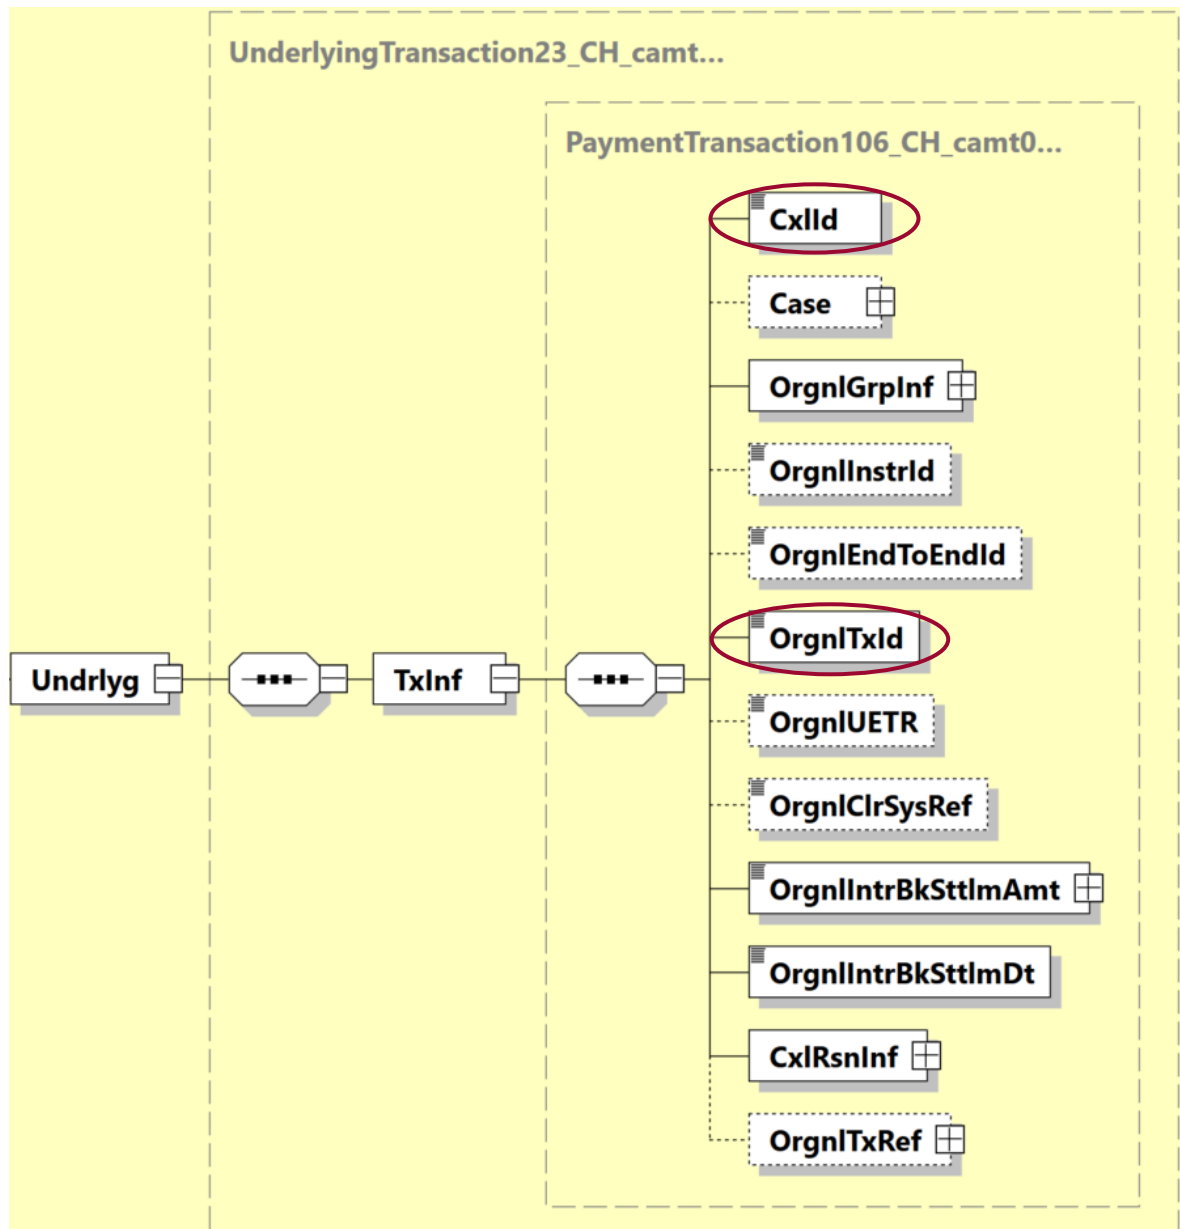 UnderlyingTransaction23_CH_camt...
PaymentTransaction106_CH_camt0...
CxlId
Case
OrgnlGrpInf
OrgnlInstrId
OrgnlEndToEndId
OrgnlTxId
Undrlyg
TxInf
OrgnlUETR
OrgnlClrSysRef
OrgnlIntrBkSttlmAmt
OrgnlIntrBkSttlmDt
CxlRsnInf
OrgnlTxRef